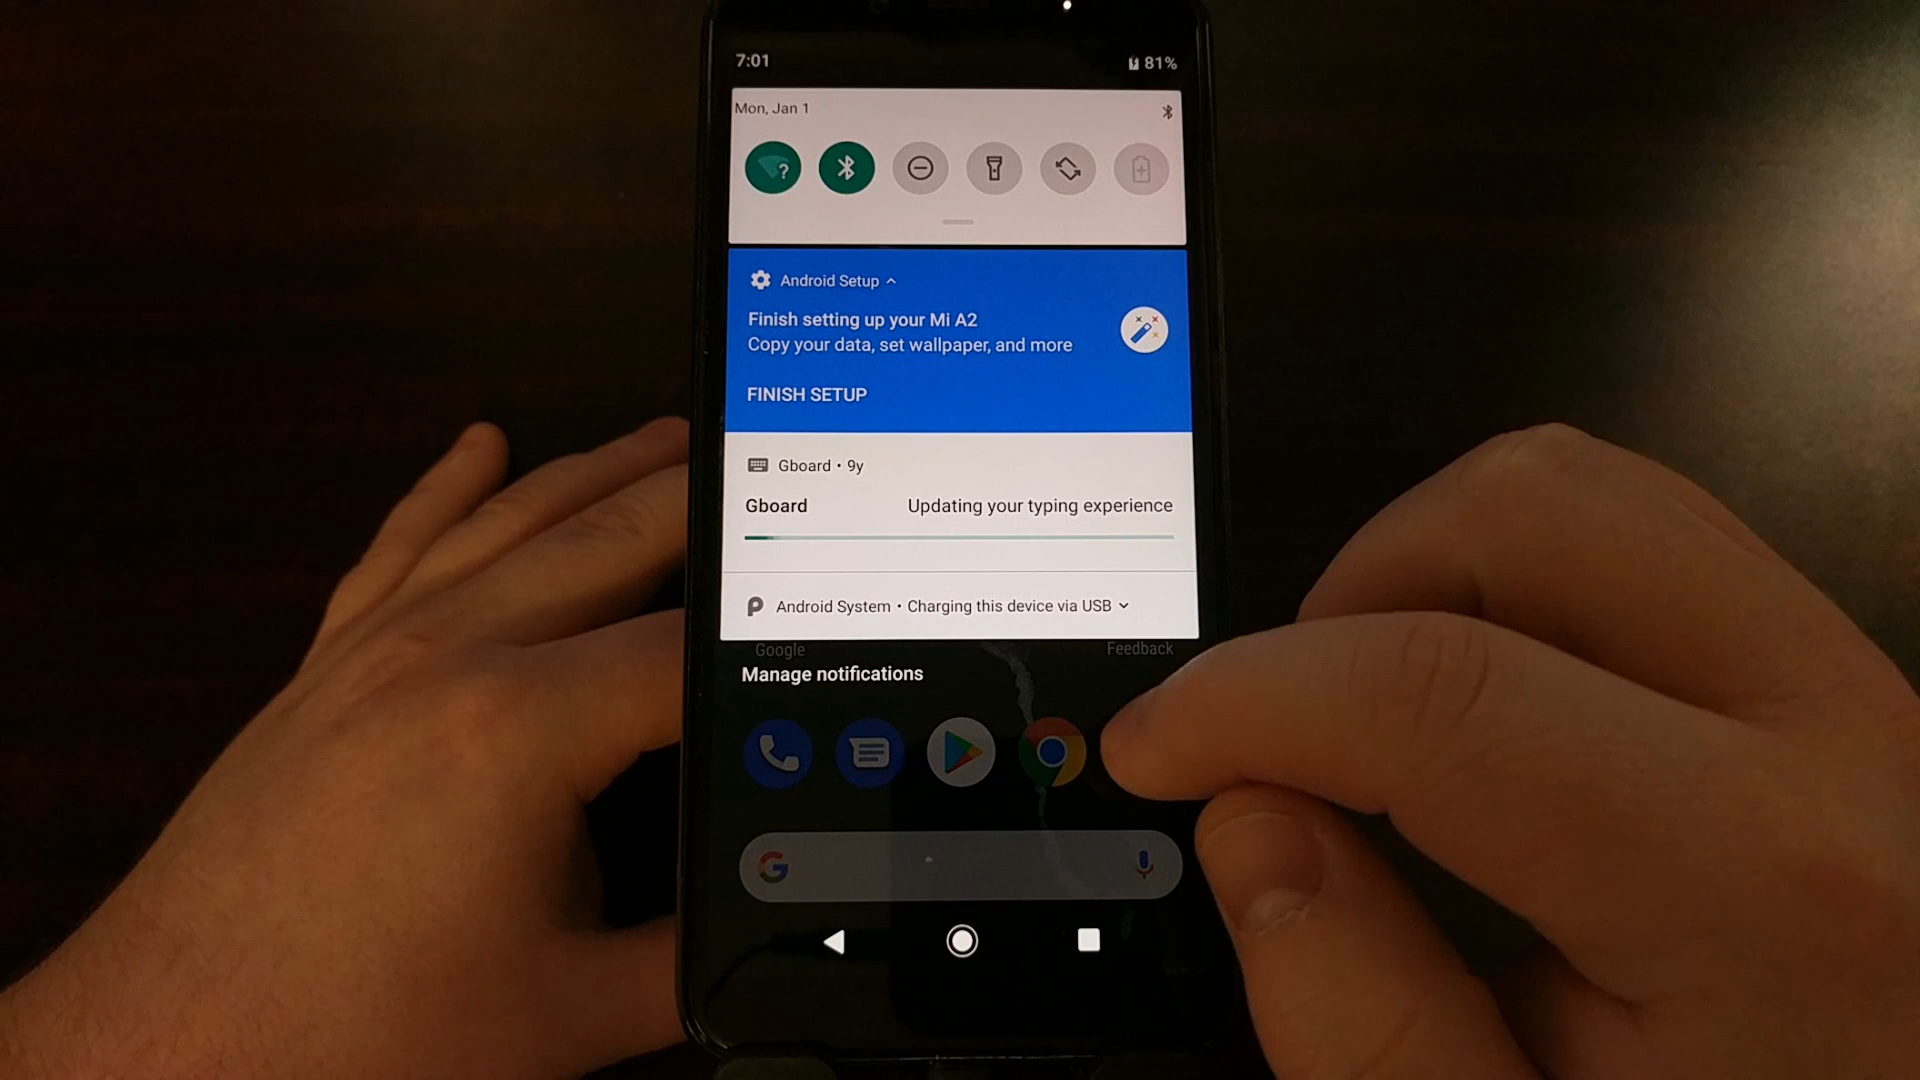 7:01
81%
Mon, Jan 1
Android Setup
Finish setting up your Mi A2
Copy your data, set wallpaper, and more
FINISH SETUP
Gboard • 9y
Gboard
Updating your typing experience
Android System • Charging this device via USB
Google
Feedback
Manage notifications